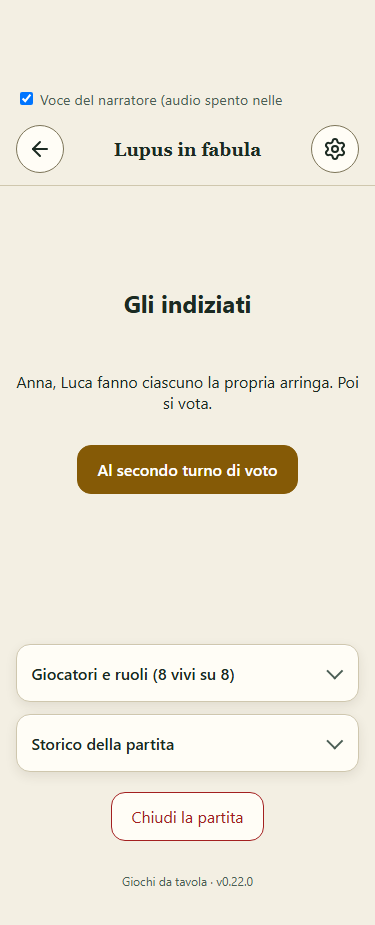 Voce del narratore (audio spento nelle
Lupus in fabula
Gli indiziati
Anna, Luca fanno ciascuno la propria arringa. Poi
si vota.
Al secondo turno di voto
Giocatori e ruoli (8 vivi su 8)
Storico della partita
Chiudi la partita
Giochi da tavola · v0.22.0